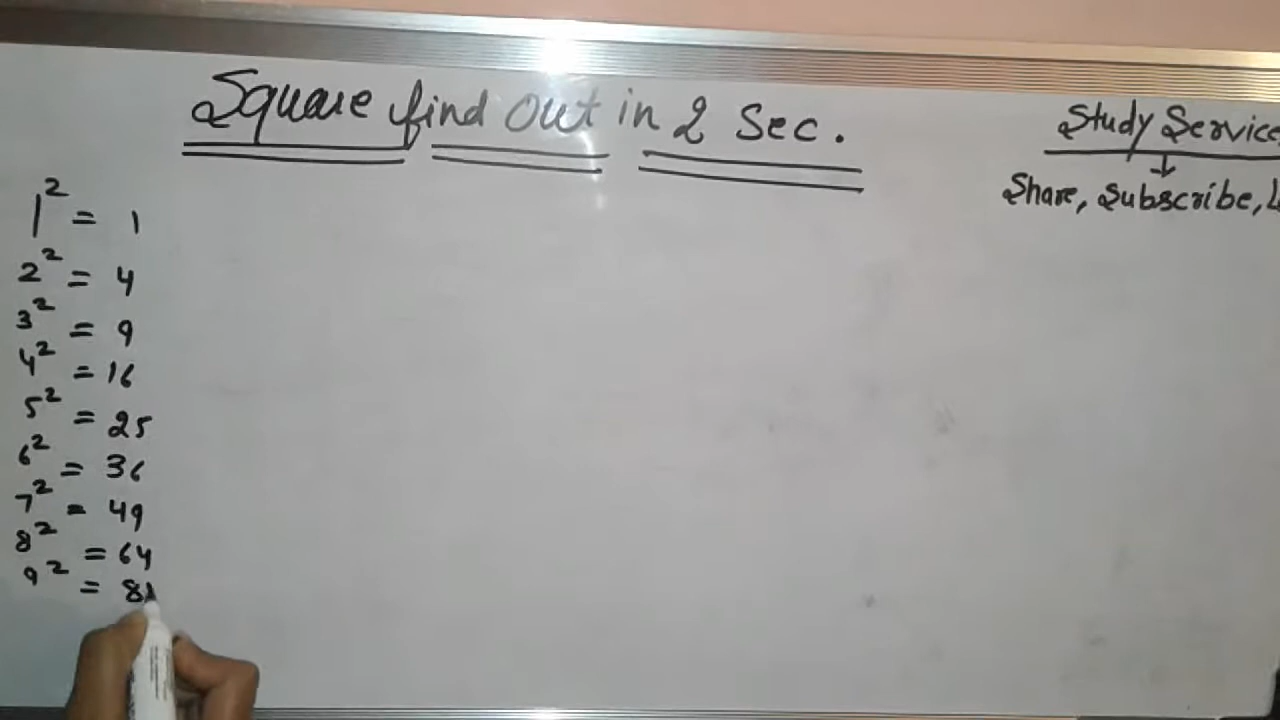 Square find out in 2 Sec.
Study Service
Share, Subscribe,
1² = 1
2² = 4
3² = 9
4² = 16
5² = 25
6² = 36
7² = 49
8² = 64
9² = 81